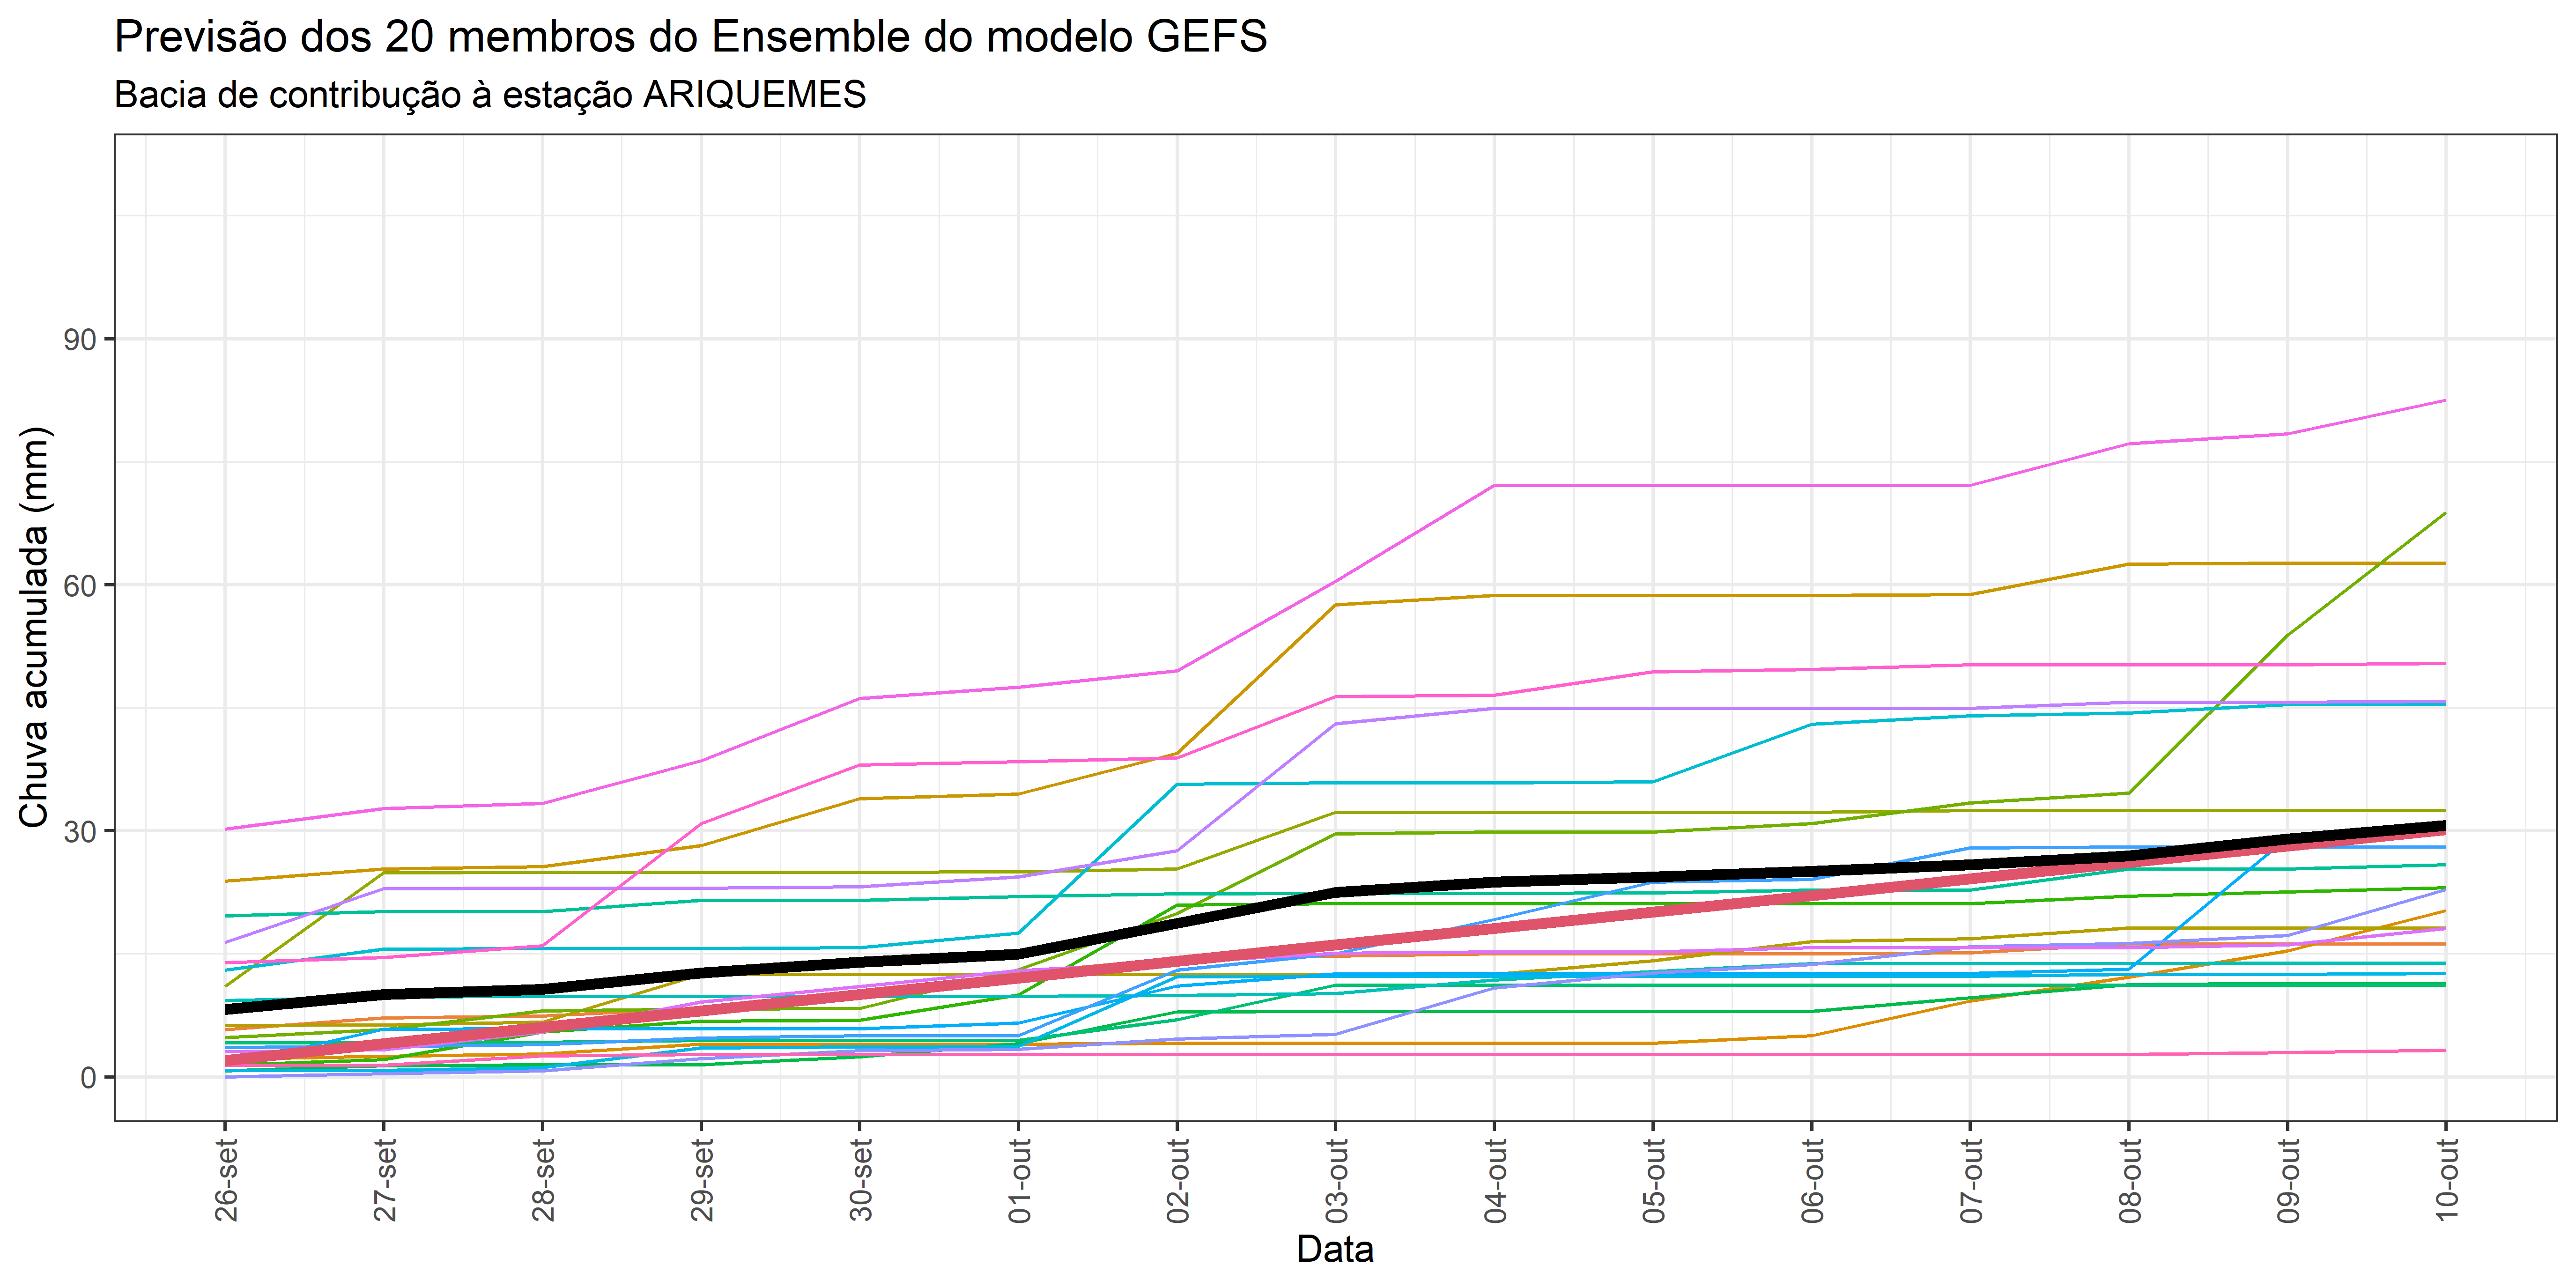 Previsão dos 20 membros do Ensemble do modelo GEFS
Bacia de contribução à estação ARIQUEMES
Chuva acumulada (mm)
90
60
30
0
26-set
27-set
28-set
29-set
30-set
01-out
02-out
03-out
04-out
05-out
06-out
07-out
08-out
09-out
10-out
Data